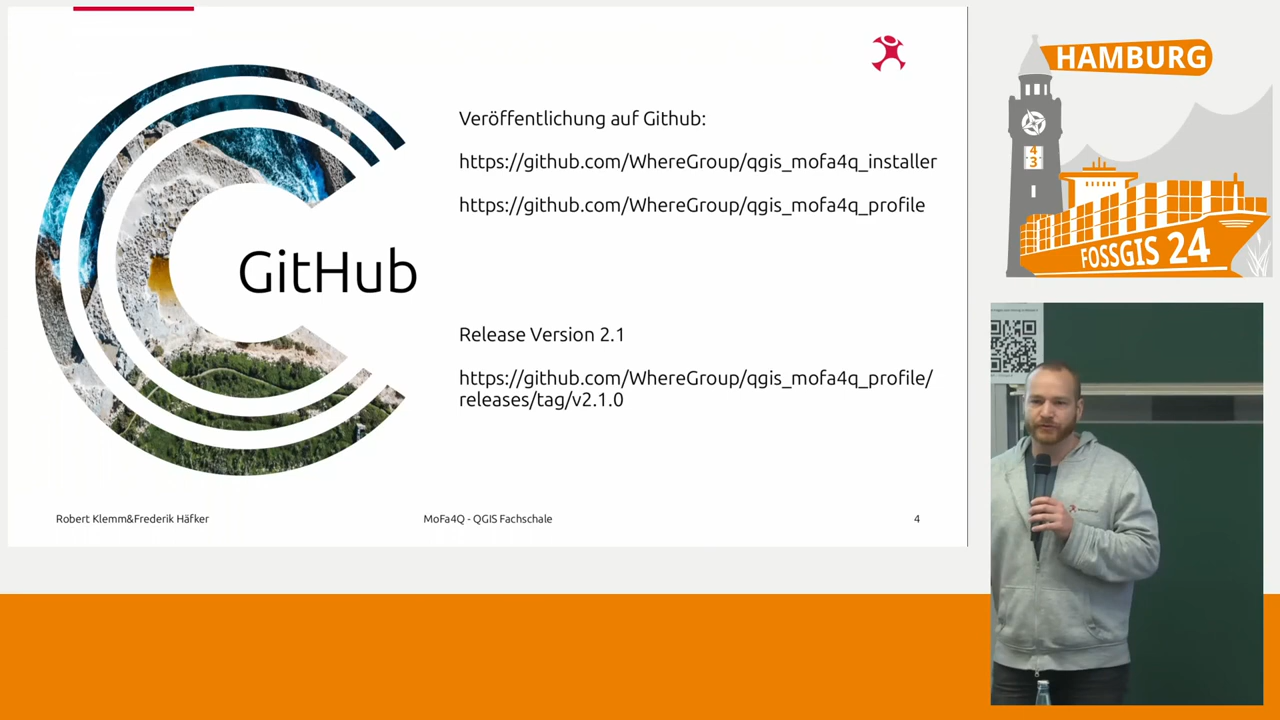 GitHub
Veröffentlichung auf Github:
https://github.com/WhereGroup/qgis_mofa4q_installer
https://github.com/WhereGroup/qgis_mofa4q_profile
Release Version 2.1
https://github.com/WhereGroup/qgis_mofa4q_profile/
releases/tag/v2.1.0
Robert Klemm&Frederik Häfker
MoFa4Q - QGIS Fachschale
4
HAMBURG
4
3
FOSSGIS 24